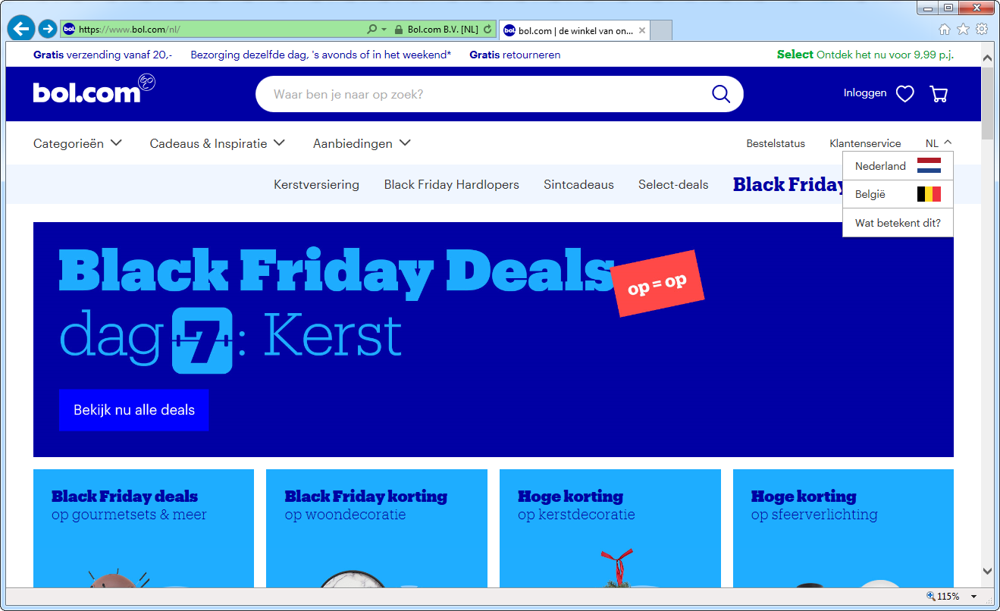 https://www.bol.com/nl/
Bol.com B.V. [NL]
bol.
bol.com | de winkel van on...
Gratis verzending vanaf 20,-
Bezorging dezelfde dag, 's avonds of in het weekend*
Gratis retourneren
Select Ontdek het nu voor 9,99 p.j.
bol.com
Waar ben je naar op zoek?
Inloggen
Categorieën
Cadeaus & Inspiratie
Aanbiedingen
Bestelstatus
Klantenservice
NL
Nederland
België
Wat betekent dit?
Kerstversiering
Black Friday Hardlopers
Sintcadeaus
Select-deals
Black Friday
Black Friday Deals
op = op
dag 7: Kerst
Bekijk nu alle deals
Black Friday deals
op gourmetsets & meer
Black Friday korting
op woondecoratie
Hoge korting
op kerstdecoratie
Hoge korting
op sfeerverlichting
115%